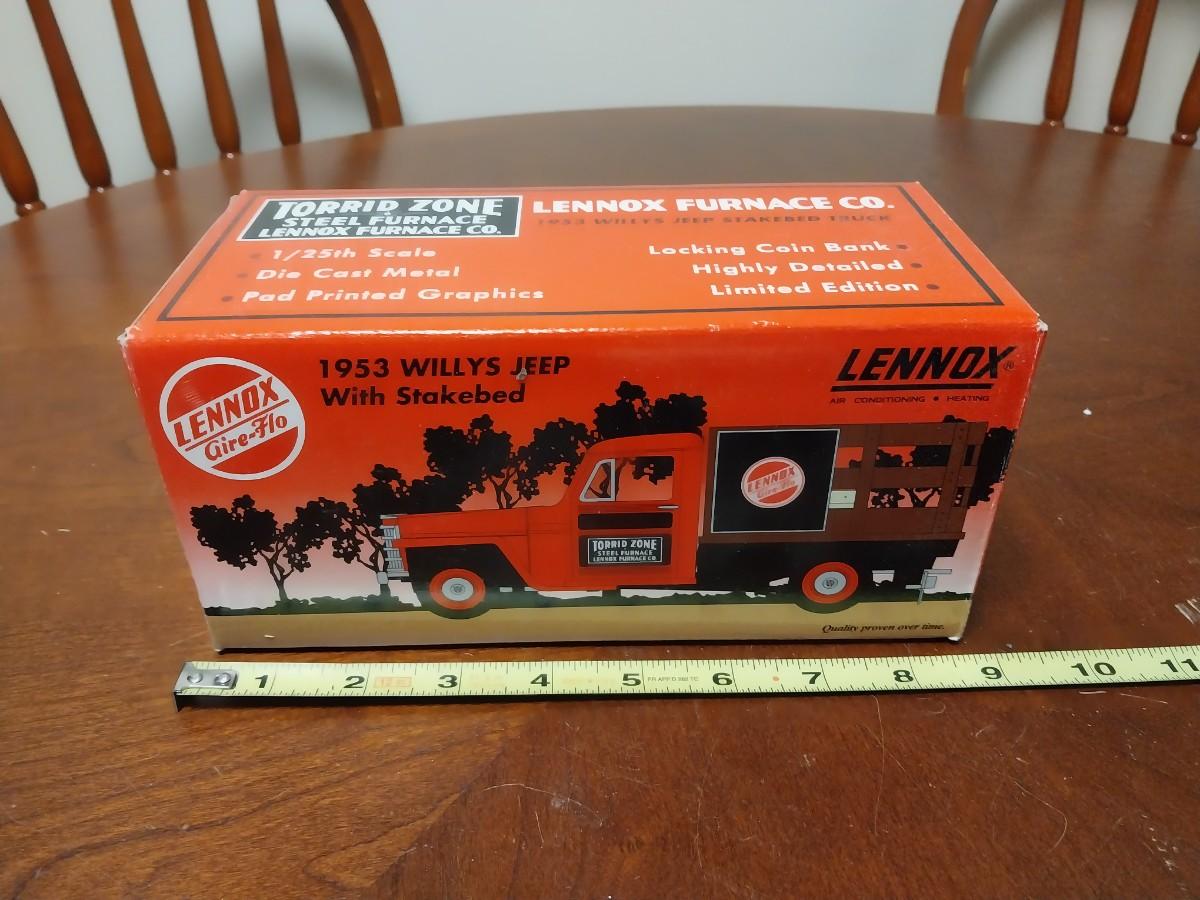 TORRID ZONE
STEEL FURNACE
LENNOX FURNACE CO.
LENNOX FURNACE CO.
1953 WILLYS JEEP STAKEBED TRUCK
• 1/25th Scale
• Die Cast Metal
• Pad Printed Graphics
Locking Coin Bank •
Highly Detailed •
Limited Edition •
LENNOX
Aire-Flo
1953 WILLYS JEEP
With Stakebed
LENNOX®
AIR CONDITIONING • HEATING
LENNOX
Aire-Flo
TORRID ZONE
STEEL FURNACE
LENNOX FURNACE CO.
Quality proven over time.
1 2 3 4 5 6 7 8 9 10 11